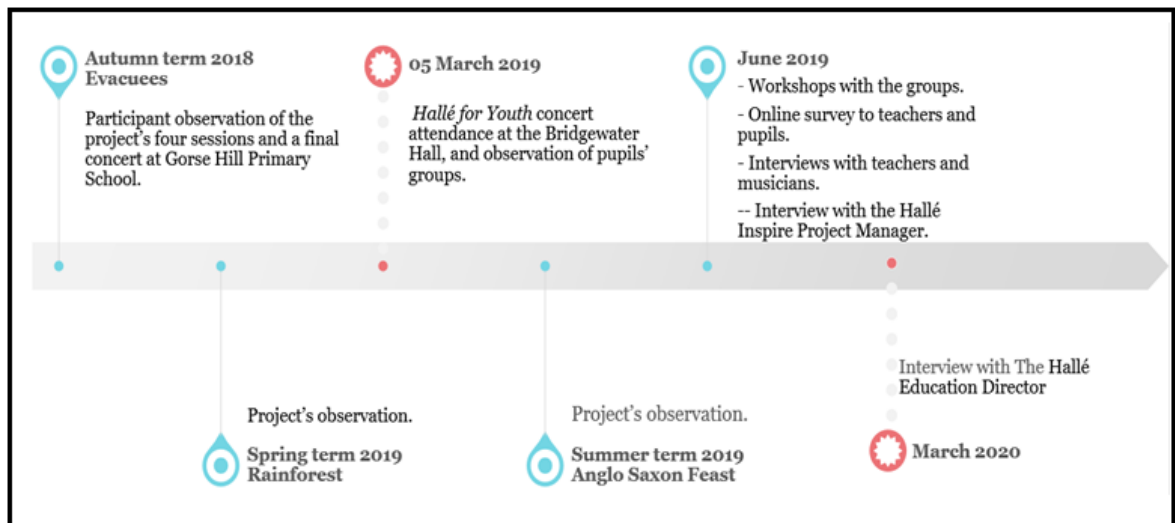 Autumn term 2018
Evacuees
Participant observation of the
project's four sessions and a final
concert at Gorse Hill Primary
School.
05 March 2019
Hallé for Youth concert
attendance at the Bridgewater
Hall, and observation of pupils'
groups.
June 2019
- Workshops with the groups.
- Online survey to teachers and
pupils.
- Interviews with teachers and
musicians.
-- Interview with the Hallé
Inspire Project Manager.
Project's observation.
Spring term 2019
Rainforest
Project's observation.
Summer term 2019
Anglo Saxon Feast
Interview with The Hallé
Education Director
March 2020